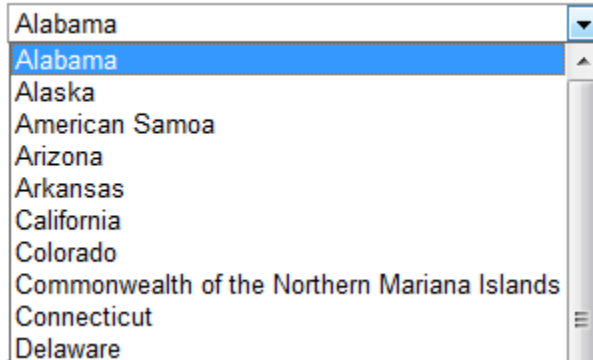 Alabama
Alabama
Alaska
American Samoa
Arizona
Arkansas
California
Colorado
Commonwealth of the Northern Mariana Islands
Connecticut
Delaware